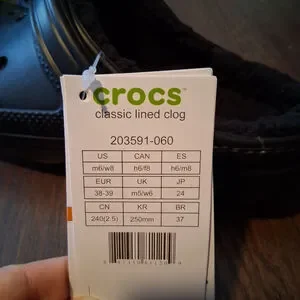 crocs™
classic lined clog
203591-060
US CAN ES
m6/w8 h6/f8 h6/m8
EUR UK JP
38-39 m5/w6 24
CN KR BR
240(2.5) 250mm 37